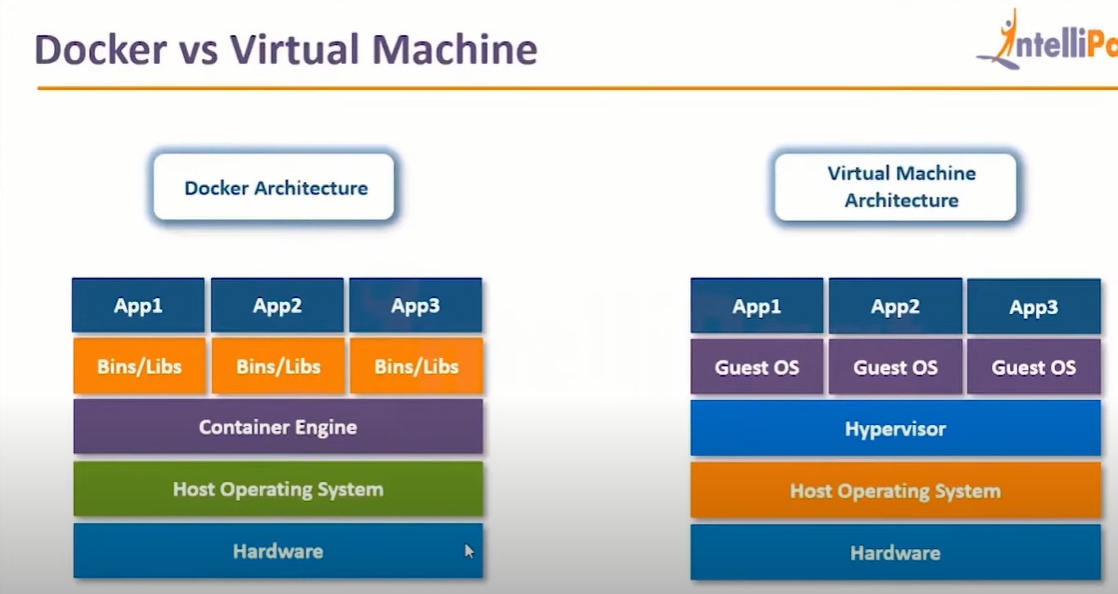 Docker vs Virtual Machine
IntelliPa
Docker Architecture
Virtual Machine
Architecture
App1 App2 App3
Bins/Libs Bins/Libs Bins/Libs
Container Engine
Host Operating System
Hardware
App1 App2 App3
Guest OS Guest OS Guest OS
Hypervisor
Host Operating System
Hardware